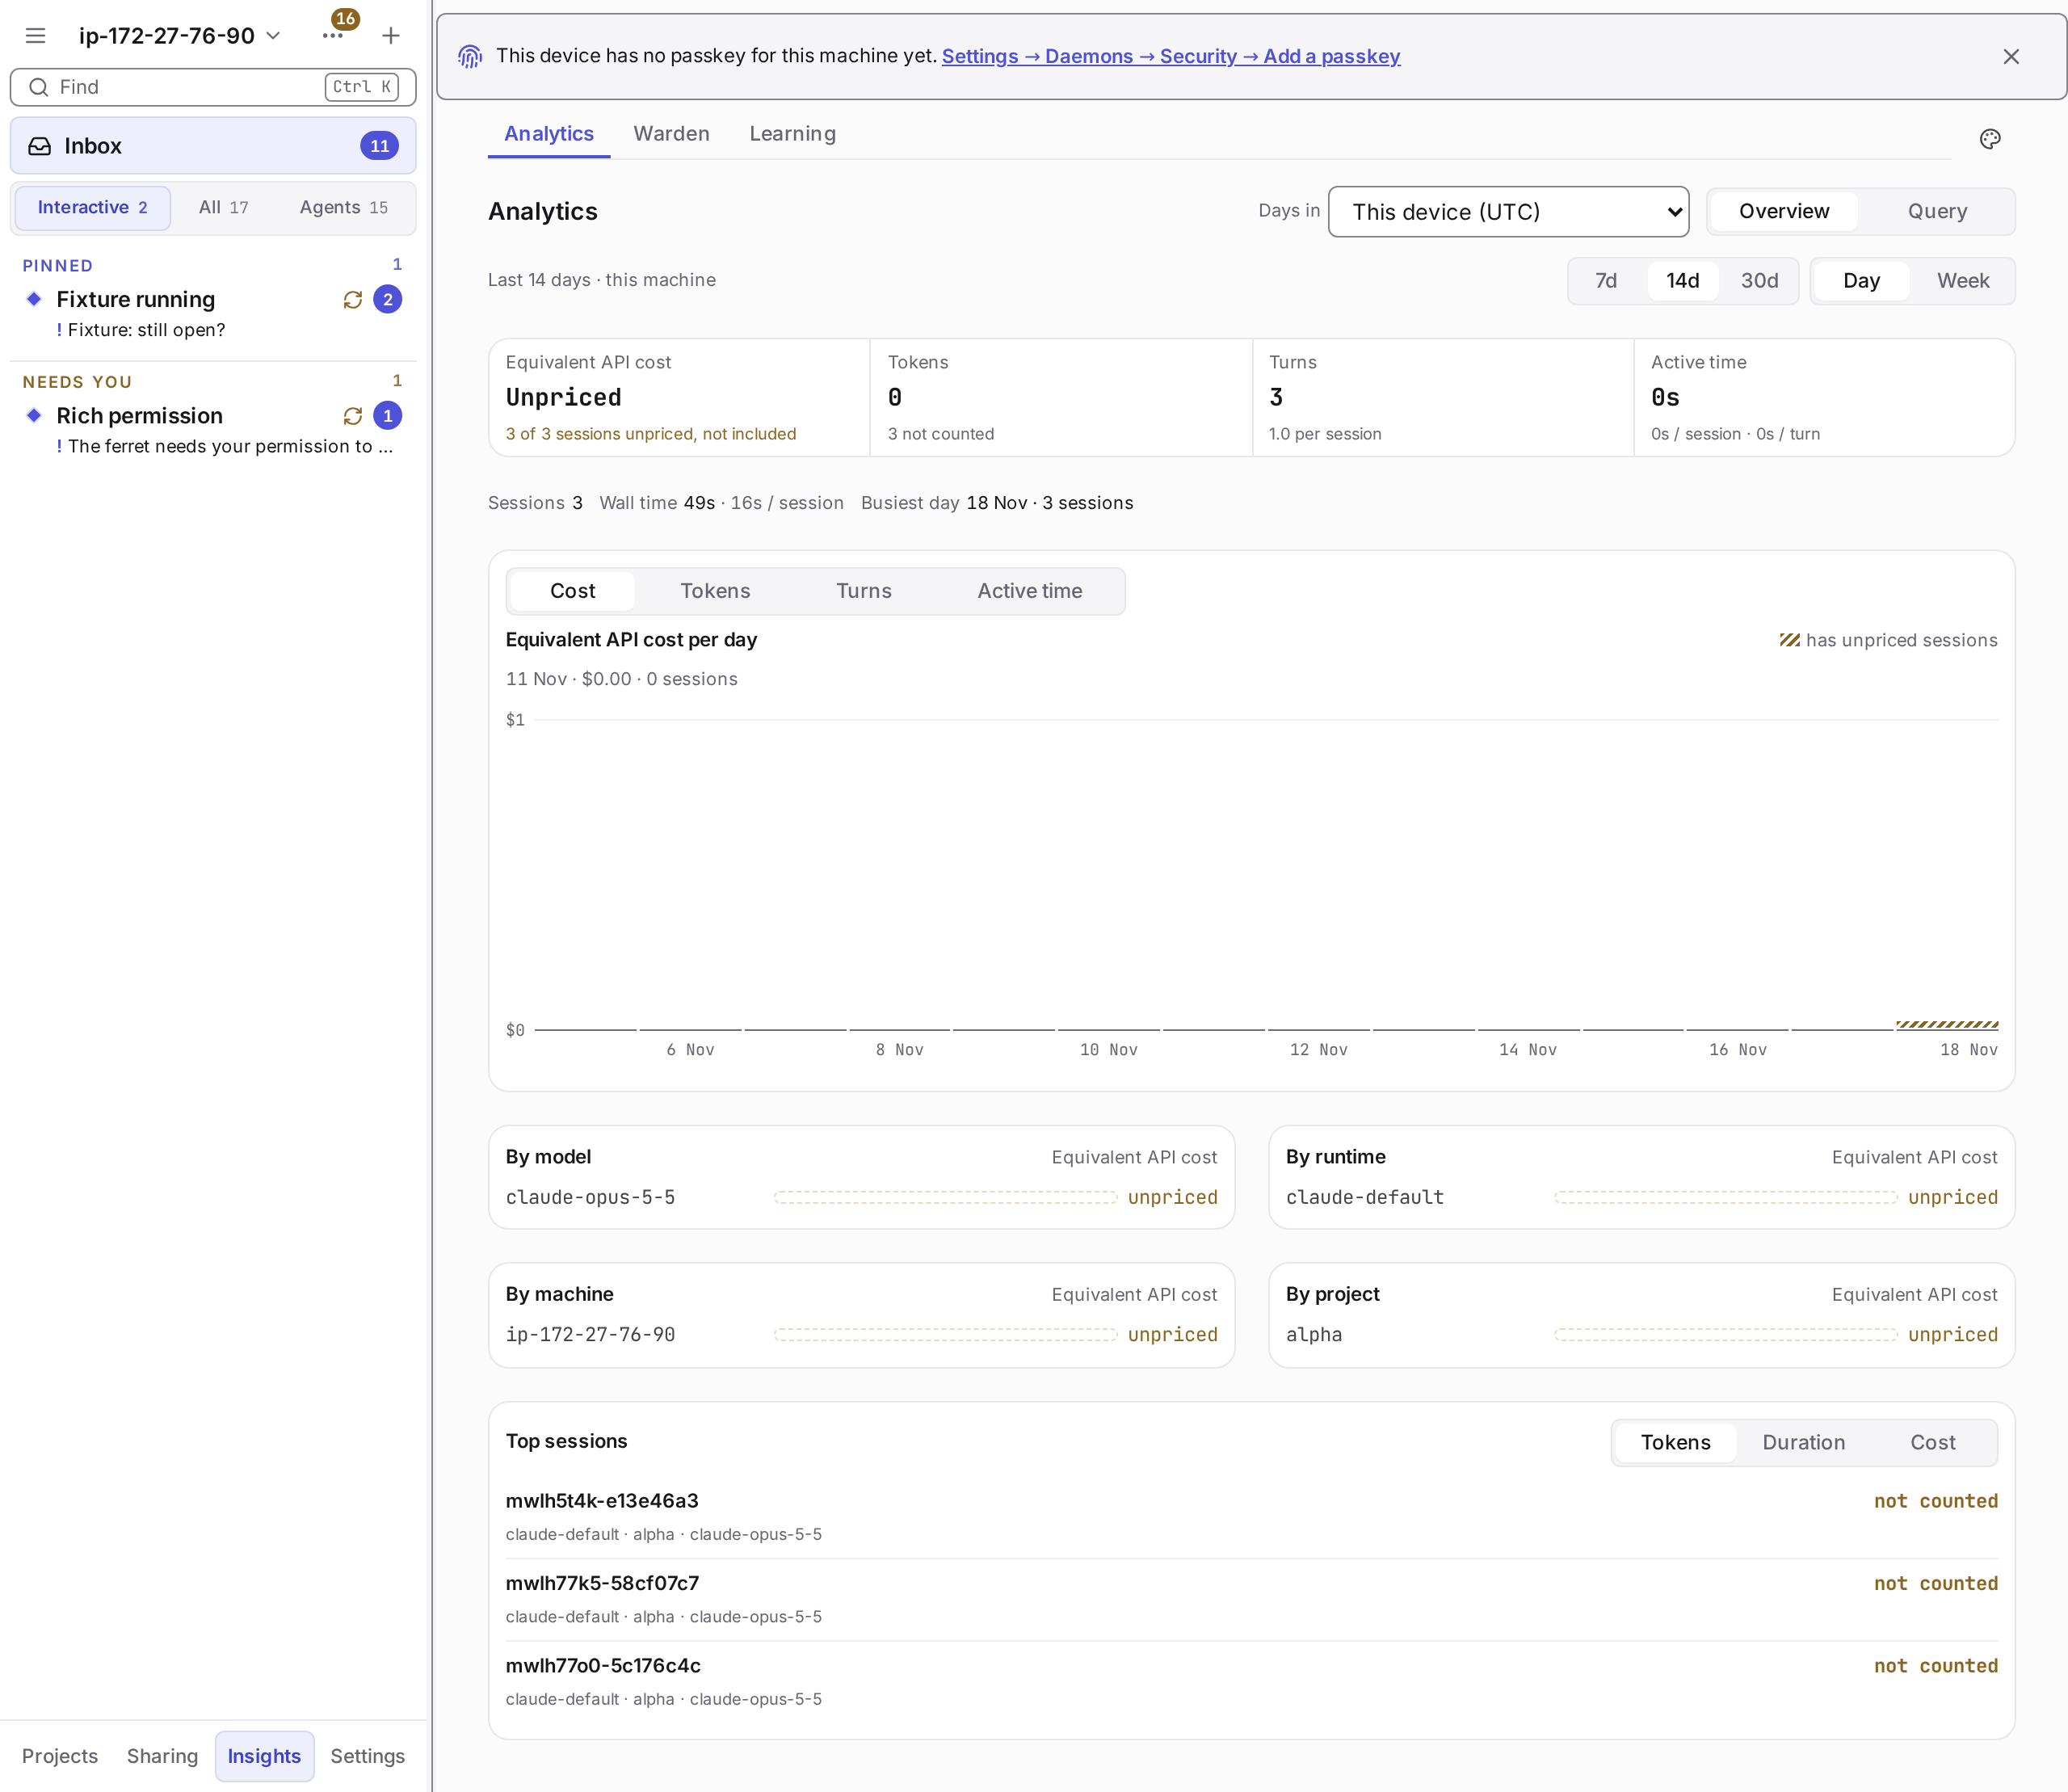 ip-172-27-76-90
16
Find
Ctrl K
Inbox
11
Interactive 2
All 17
Agents 15
PINNED
1
Fixture running
2
! Fixture: still open?
NEEDS YOU
1
Rich permission
1
! The ferret needs your permission to ...
Projects
Sharing
Insights
Settings
This device has no passkey for this machine yet. Settings → Daemons → Security → Add a passkey
Analytics
Warden
Learning
Analytics
Days in
This device (UTC)
Overview
Query
Last 14 days · this machine
7d
14d
30d
Day
Week
Equivalent API cost
Unpriced
3 of 3 sessions unpriced, not included
Tokens
0
3 not counted
Turns
3
1.0 per session
Active time
0s
0s / session · 0s / turn
Sessions 3 Wall time 49s · 16s / session Busiest day 18 Nov · 3 sessions
Cost
Tokens
Turns
Active time
Equivalent API cost per day
has unpriced sessions
11 Nov · $0.00 · 0 sessions
$1
$0
6 Nov
8 Nov
10 Nov
12 Nov
14 Nov
16 Nov
18 Nov
By model
Equivalent API cost
claude-opus-5-5
unpriced
By runtime
Equivalent API cost
claude-default
unpriced
By machine
Equivalent API cost
ip-172-27-76-90
unpriced
By project
Equivalent API cost
alpha
unpriced
Top sessions
Tokens
Duration
Cost
mwlh5t4k-e13e46a3
not counted
claude-default · alpha · claude-opus-5-5
mwlh77k5-58cf07c7
not counted
claude-default · alpha · claude-opus-5-5
mwlh77o0-5c176c4c
not counted
claude-default · alpha · claude-opus-5-5